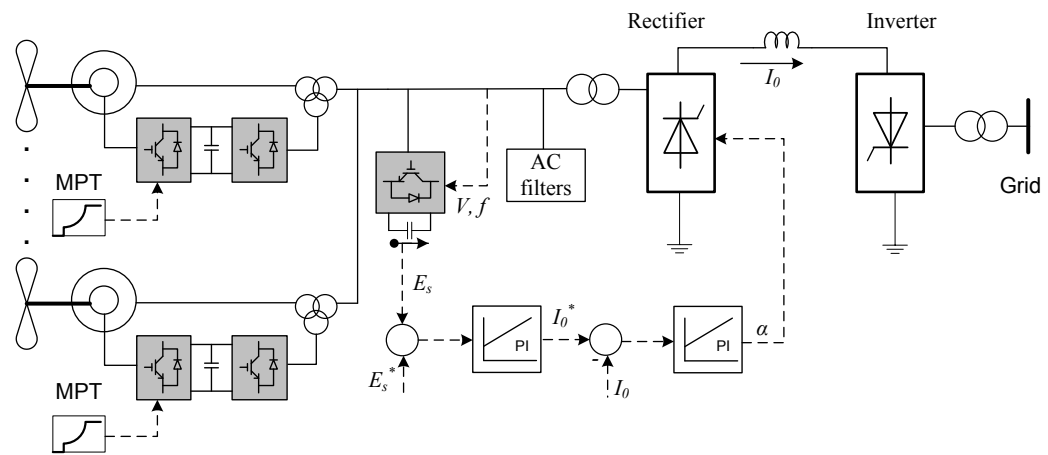 Rectifier
Inverter
I0
AC
filters
V, f
MPT
Grid
Es
I0*
PI
PI
α
Es*
-
I0
MPT